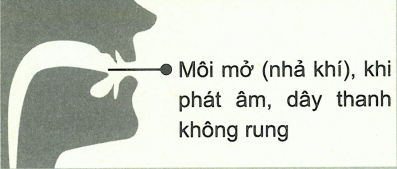 Môi mở (nhả khí), khi
phát âm, dây thanh
không rung